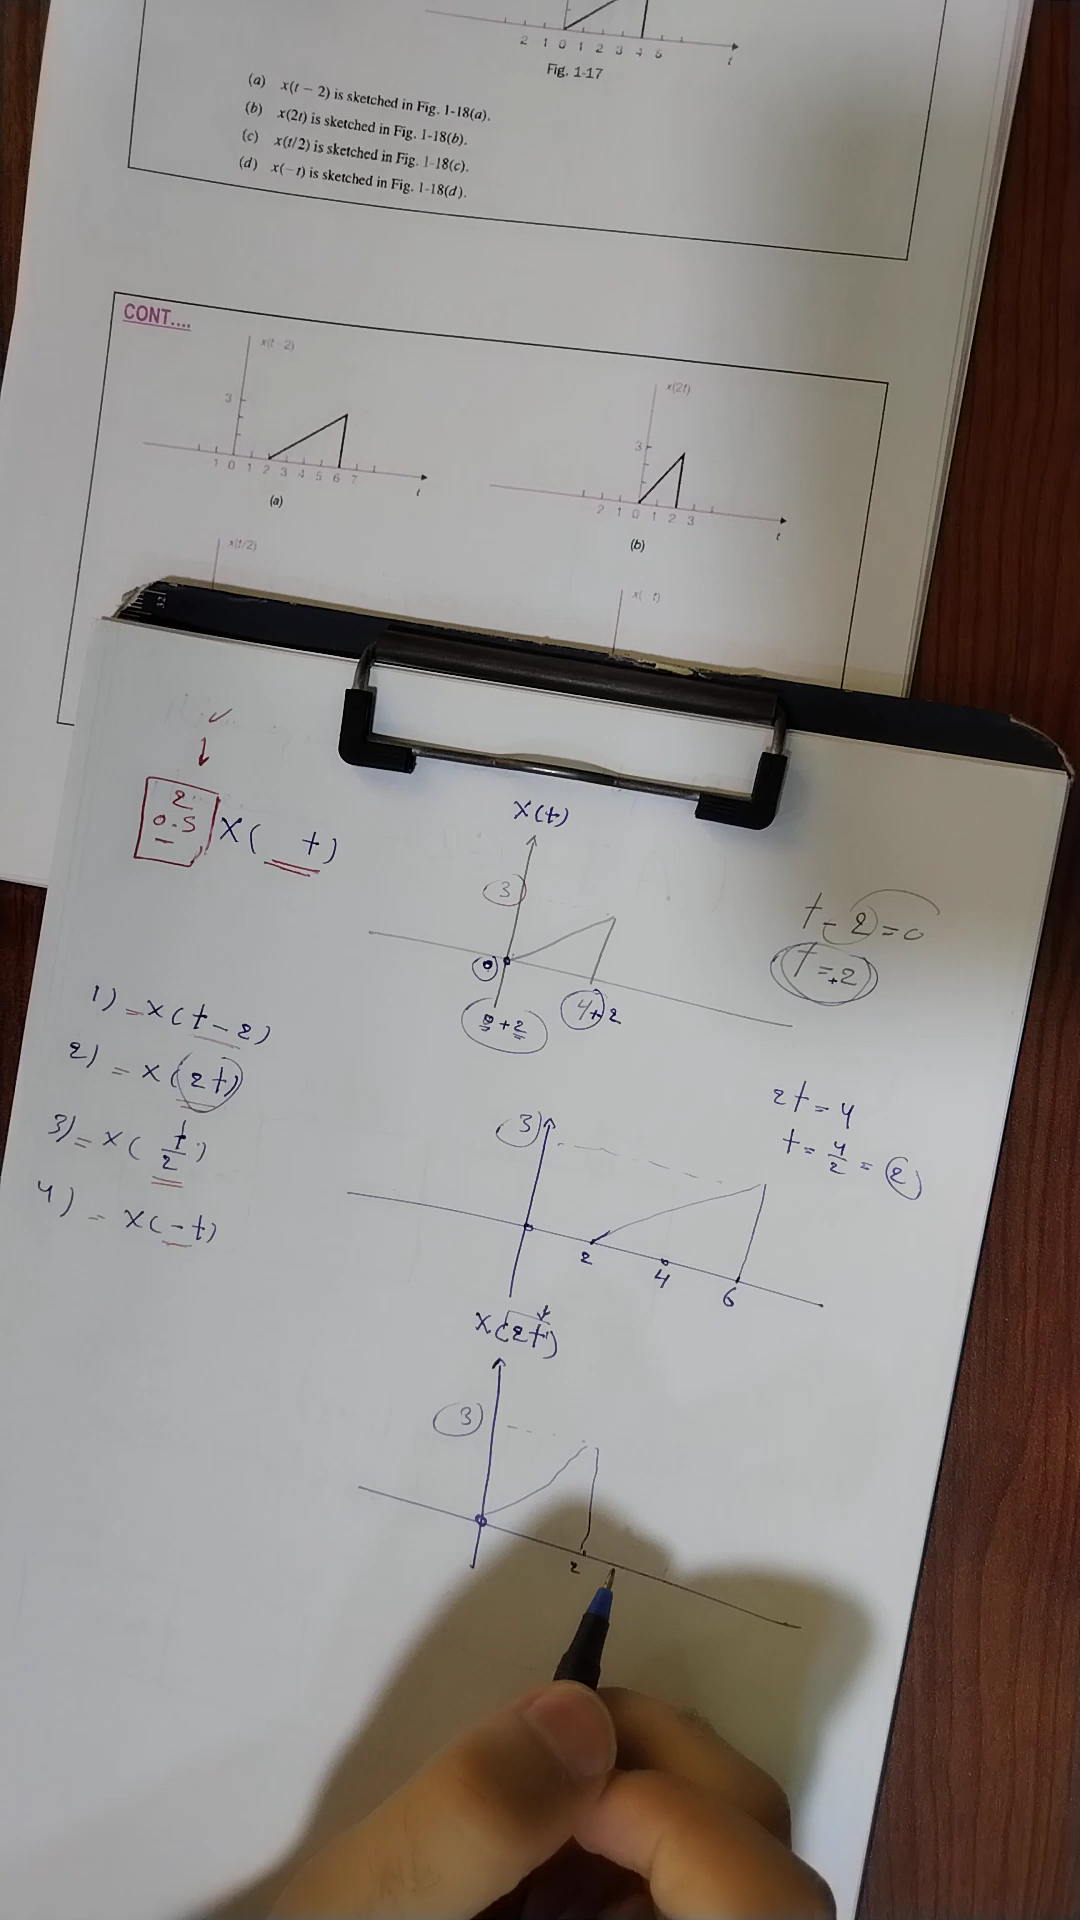 2 1 0 1 2 3 4 5 t
Fig. 1-17
(a) x(t − 2) is sketched in Fig. 1-18(a).
(b) x(2t) is sketched in Fig. 1-18(b).
(c) x(t/2) is sketched in Fig. 1-18(c).
(d) x(−t) is sketched in Fig. 1-18(d).
CONT....
x(t 2)
3
1 0 1 2 3 4 5 6 7 t
(a)
x(2t)
3
2 1 0 1 2 3 t
(b)
x(t/2)
x( t)
32
2
0.5 X( t)
X(t)
3
0 4+2
0+2
t-2=0
t=+2
1) =X(t-2)
2) = X(2t)
3) = X(t/2)
4) = X(-t)
2t=4
t=4/2=2
3
2 4 6
X(2t)
3
2